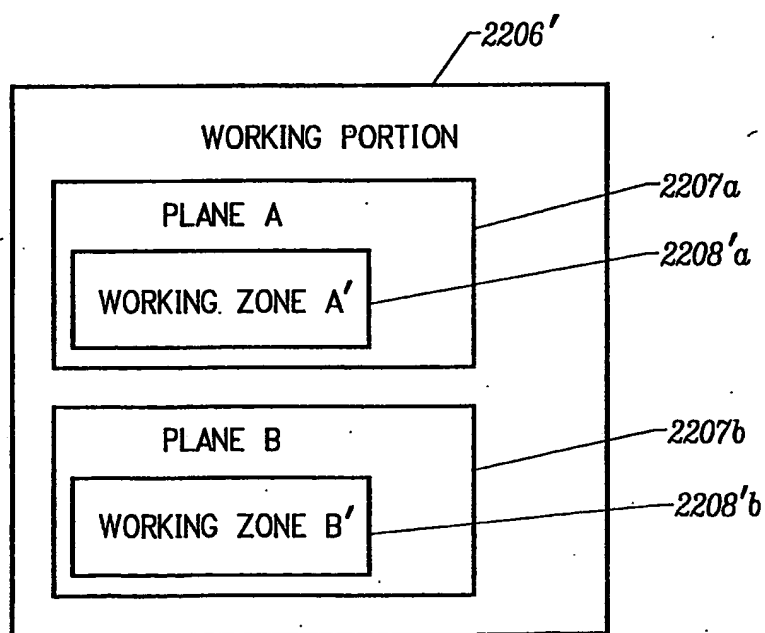 2206'
WORKING PORTION
2207a
PLANE A
2208'a
WORKING ZONE A'
2207b
PLANE B
2208'b
WORKING ZONE B'